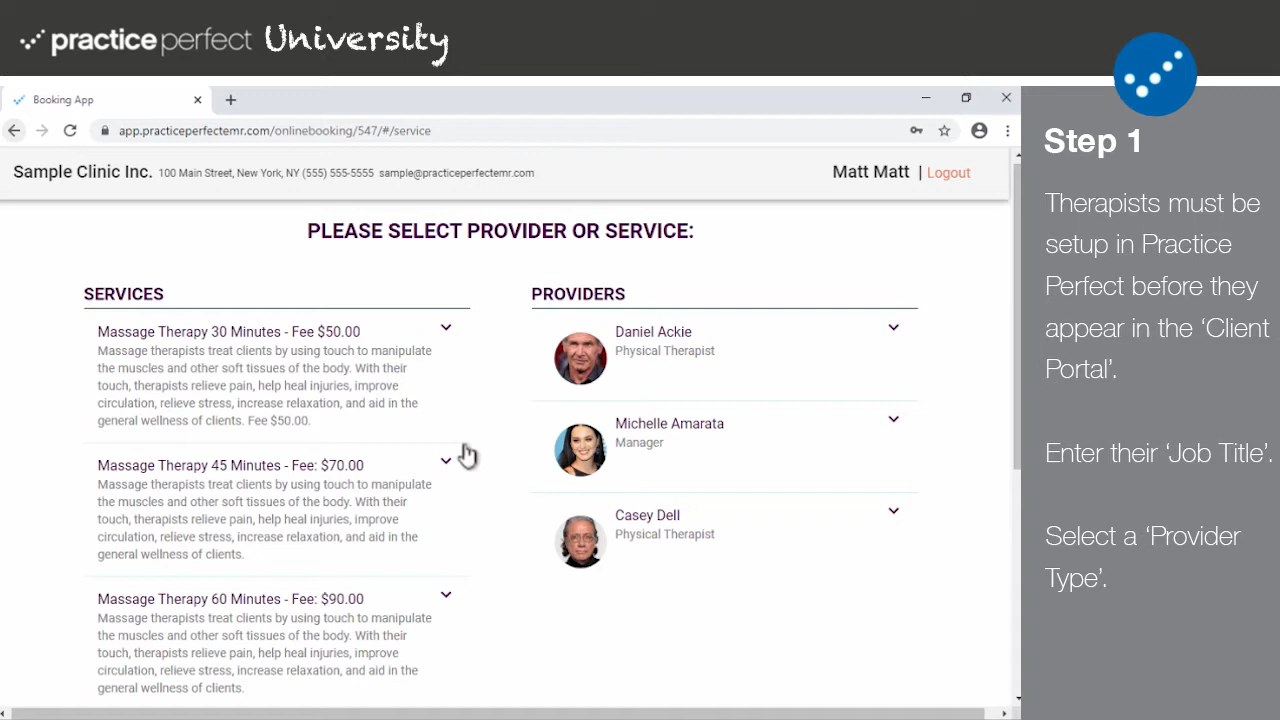 practiceperfect University
Booking App
app.practiceperfectemr.com/onlinebooking/547/#/service
Sample Clinic Inc. 100 Main Street, New York, NY (555) 555-5555 sample@practiceperfectemr.com
Matt Matt | Logout
PLEASE SELECT PROVIDER OR SERVICE:
SERVICES
Massage Therapy 30 Minutes - Fee $50.00
Massage therapists treat clients by using touch to manipulate
the muscles and other soft tissues of the body. With their
touch, therapists relieve pain, help heal injuries, improve
circulation, relieve stress, increase relaxation, and aid in the
general wellness of clients. Fee $50.00.
Massage Therapy 45 Minutes - Fee: $70.00
Massage therapists treat clients by using touch to manipulate
the muscles and other soft tissues of the body. With their
touch, therapists relieve pain, help heal injuries, improve
circulation, relieve stress, increase relaxation, and aid in the
general wellness of clients.
Massage Therapy 60 Minutes - Fee: $90.00
Massage therapists treat clients by using touch to manipulate
the muscles and other soft tissues of the body. With their
touch, therapists relieve pain, help heal injuries, improve
circulation, relieve stress, increase relaxation, and aid in the
general wellness of clients.
PROVIDERS
Daniel Ackie
Physical Therapist
Michelle Amarata
Manager
Casey Dell
Physical Therapist
Step 1
Therapists must be
setup in Practice
Perfect before they
appear in the ‘Client
Portal’.
Enter their ‘Job Title’.
Select a ‘Provider
Type’.